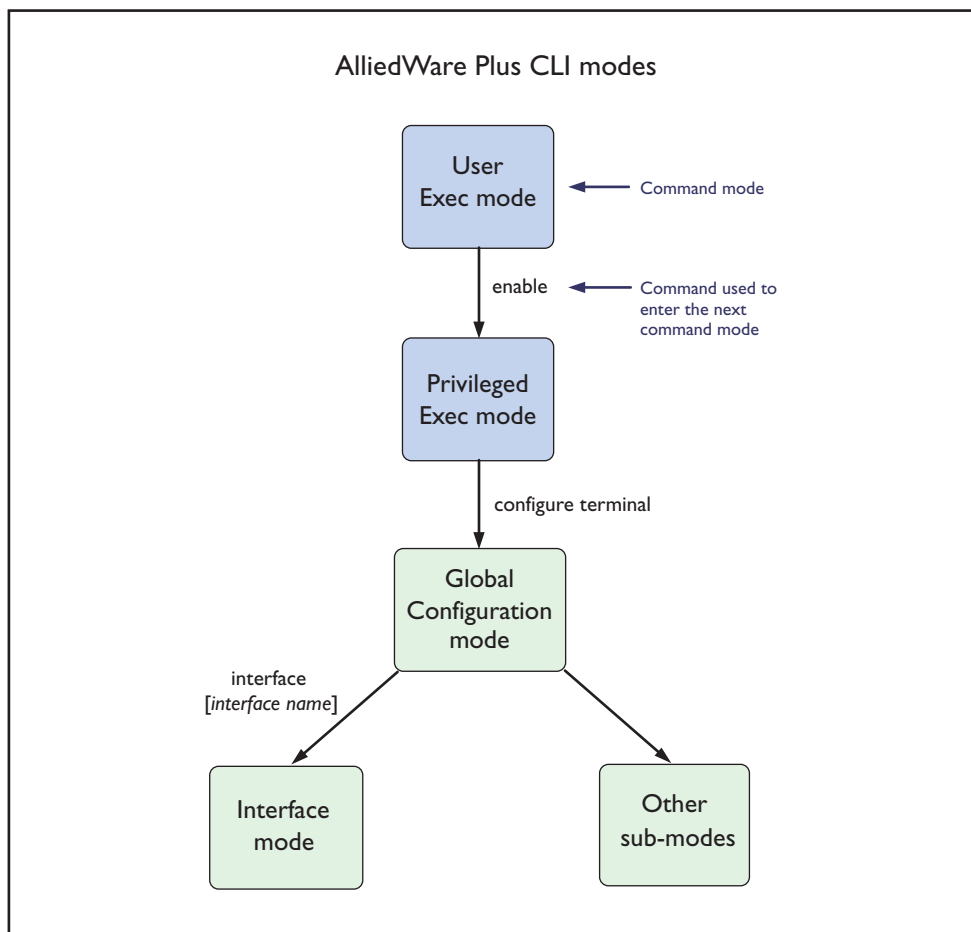 AlliedWare Plus CLI modes
User
Exec mode
Command mode
enable
Command used to
enter the next
command mode
Privileged
Exec mode
configure terminal
Global
Configuration
mode
interface
[interface name]
Interface
mode
Other
sub-modes